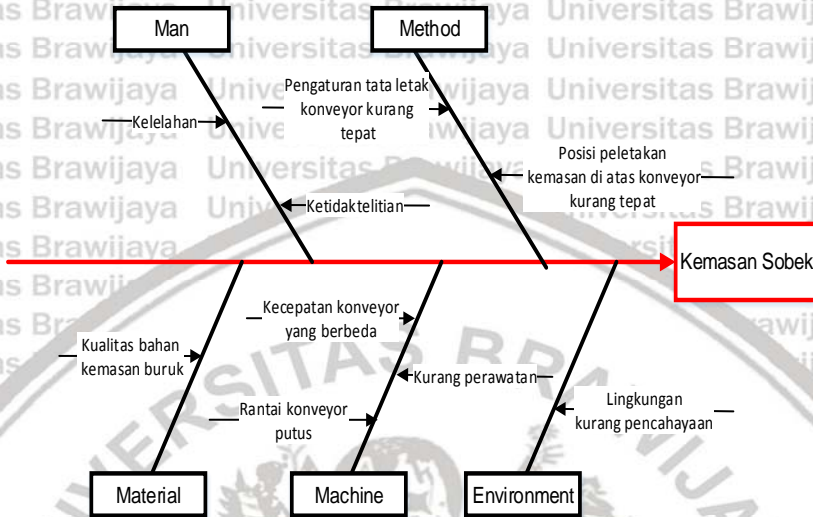 Man
Method
Pengaturan tata letak
konveyor kurang
tepat
Kelelahan
Posisi peletakan
kemasan di atas konveyor
kurang tepat
Ketidaktelitian
Kemasan Sobek
Kecepatan konveyor
yang berbeda
Kualitas bahan
kemasan buruk
Kurang perawatan
Rantai konveyor
putus
Lingkungan
kurang pencahayaan
Material
Machine
Environment